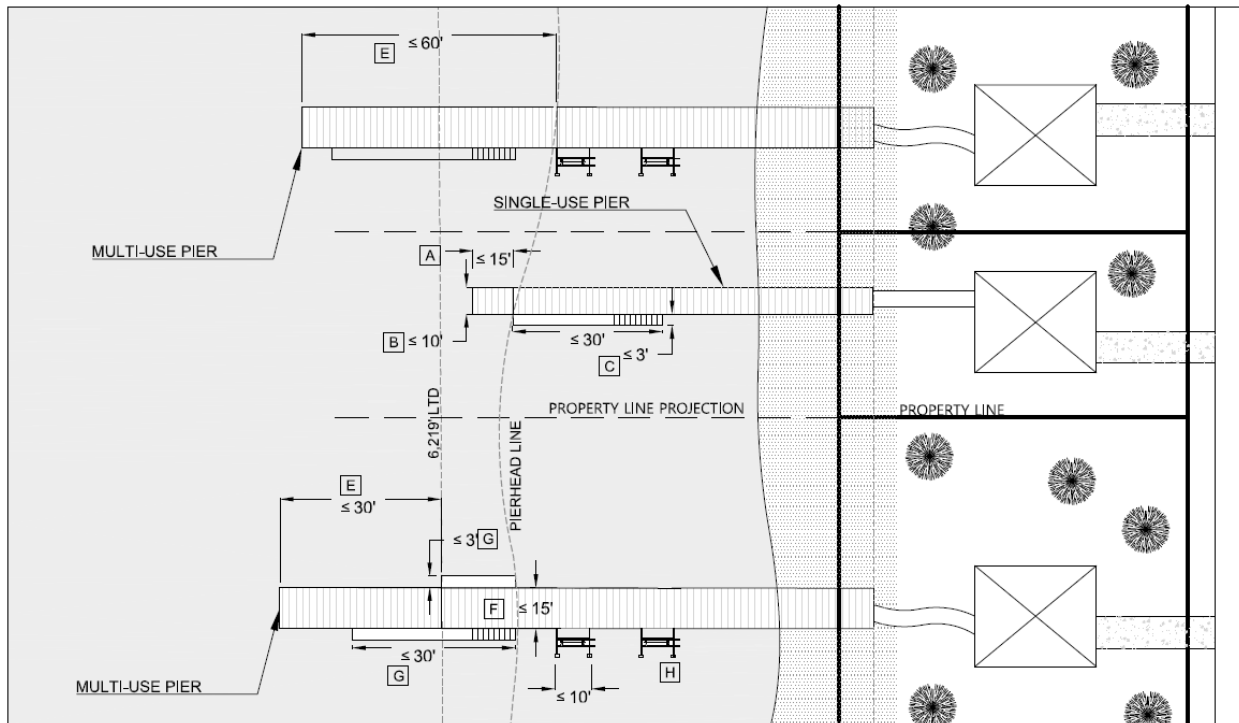 ≤ 60'
E
SINGLE-USE PIER
MULTI-USE PIER
A
≤ 15'
B ≤ 10'
≤ 30'
C ≤ 3'
6,219' LTD
PROPERTY LINE PROJECTION
PROPERTY LINE
PIERHEAD LINE
E
≤ 30'
≤ 3' G
F ≤ 15'
≤ 30'
G
H
≤ 10'
MULTI-USE PIER